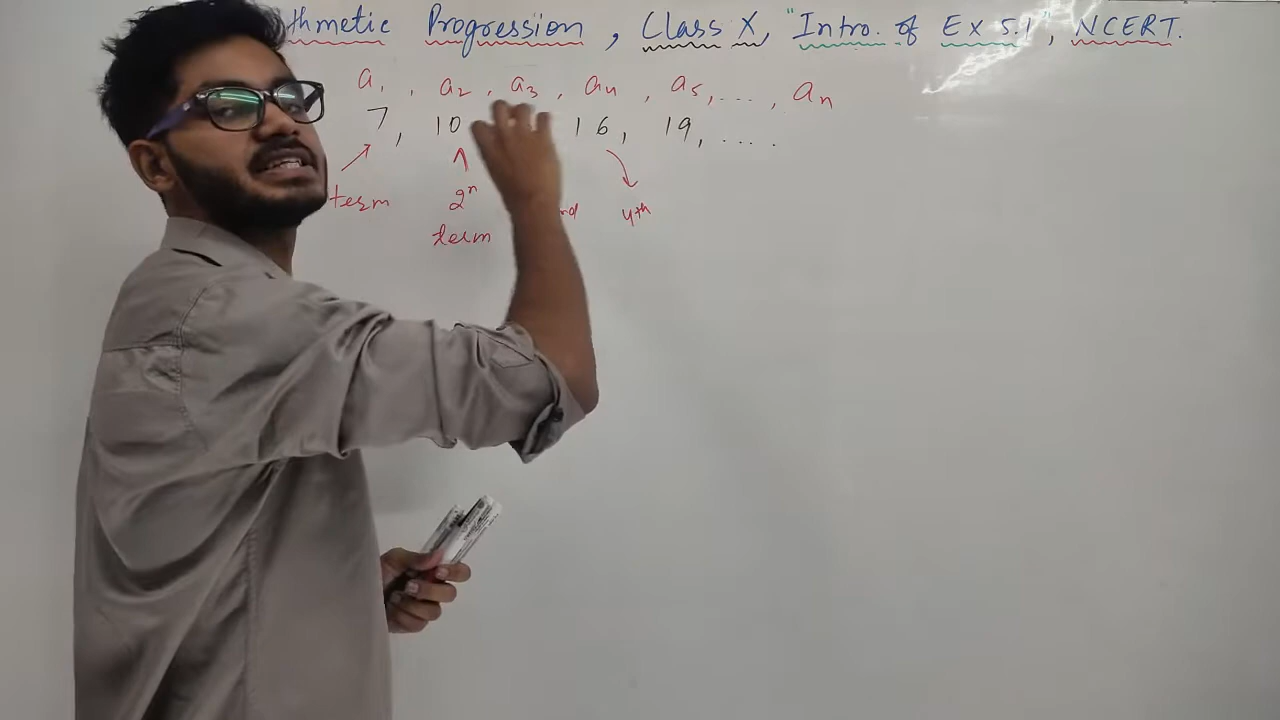 thmetic Progression, Class X, "Intro. of Ex 5.1", NCERT.
a₁, a₂, a₃, a₄, a₅, ..., aₙ
7, 10 16, 19, ....
term 2ⁿ nd 4th
term